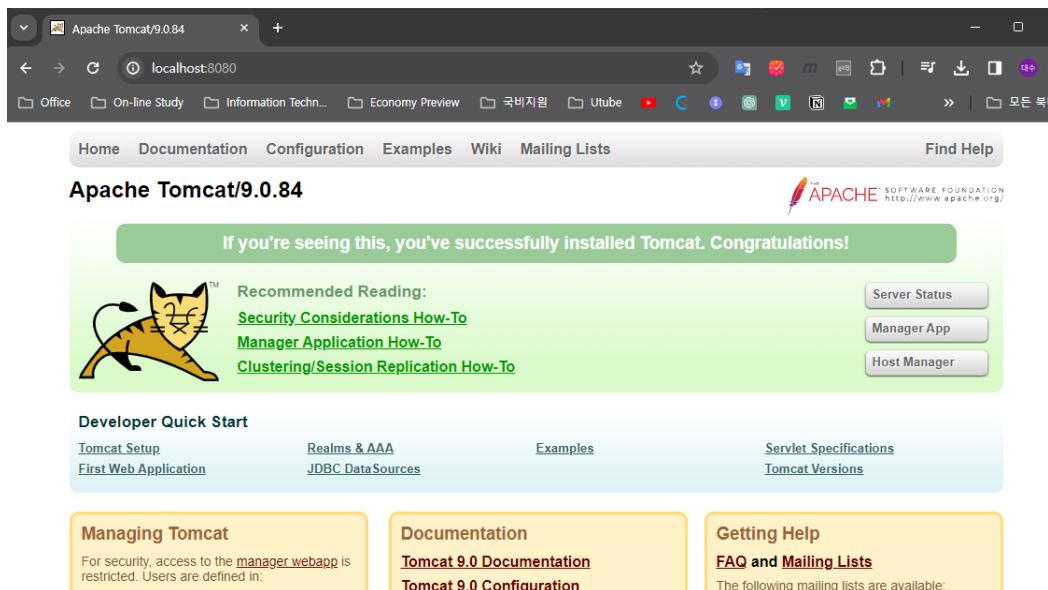 Apache Tomcat/9.0.84
localhost:8080
Office On-line Study Information Techn... Economy Preview 국비지원 Utube
Home Documentation Configuration Examples Wiki Mailing Lists Find Help
Apache Tomcat/9.0.84
THE
APACHE SOFTWARE FOUNDATION
http://www.apache.org/
If you're seeing this, you've successfully installed Tomcat. Congratulations!
TM
Recommended Reading:
Security Considerations How-To
Manager Application How-To
Clustering/Session Replication How-To
Server Status
Manager App
Host Manager
Developer Quick Start
Tomcat Setup
First Web Application
Realms & AAA
JDBC DataSources
Examples
Servlet Specifications
Tomcat Versions
Managing Tomcat
For security, access to the manager webapp is
restricted. Users are defined in:
Documentation
Tomcat 9.0 Documentation
Tomcat 9.0 Configuration
Getting Help
FAQ and Mailing Lists
The following mailing lists are available: